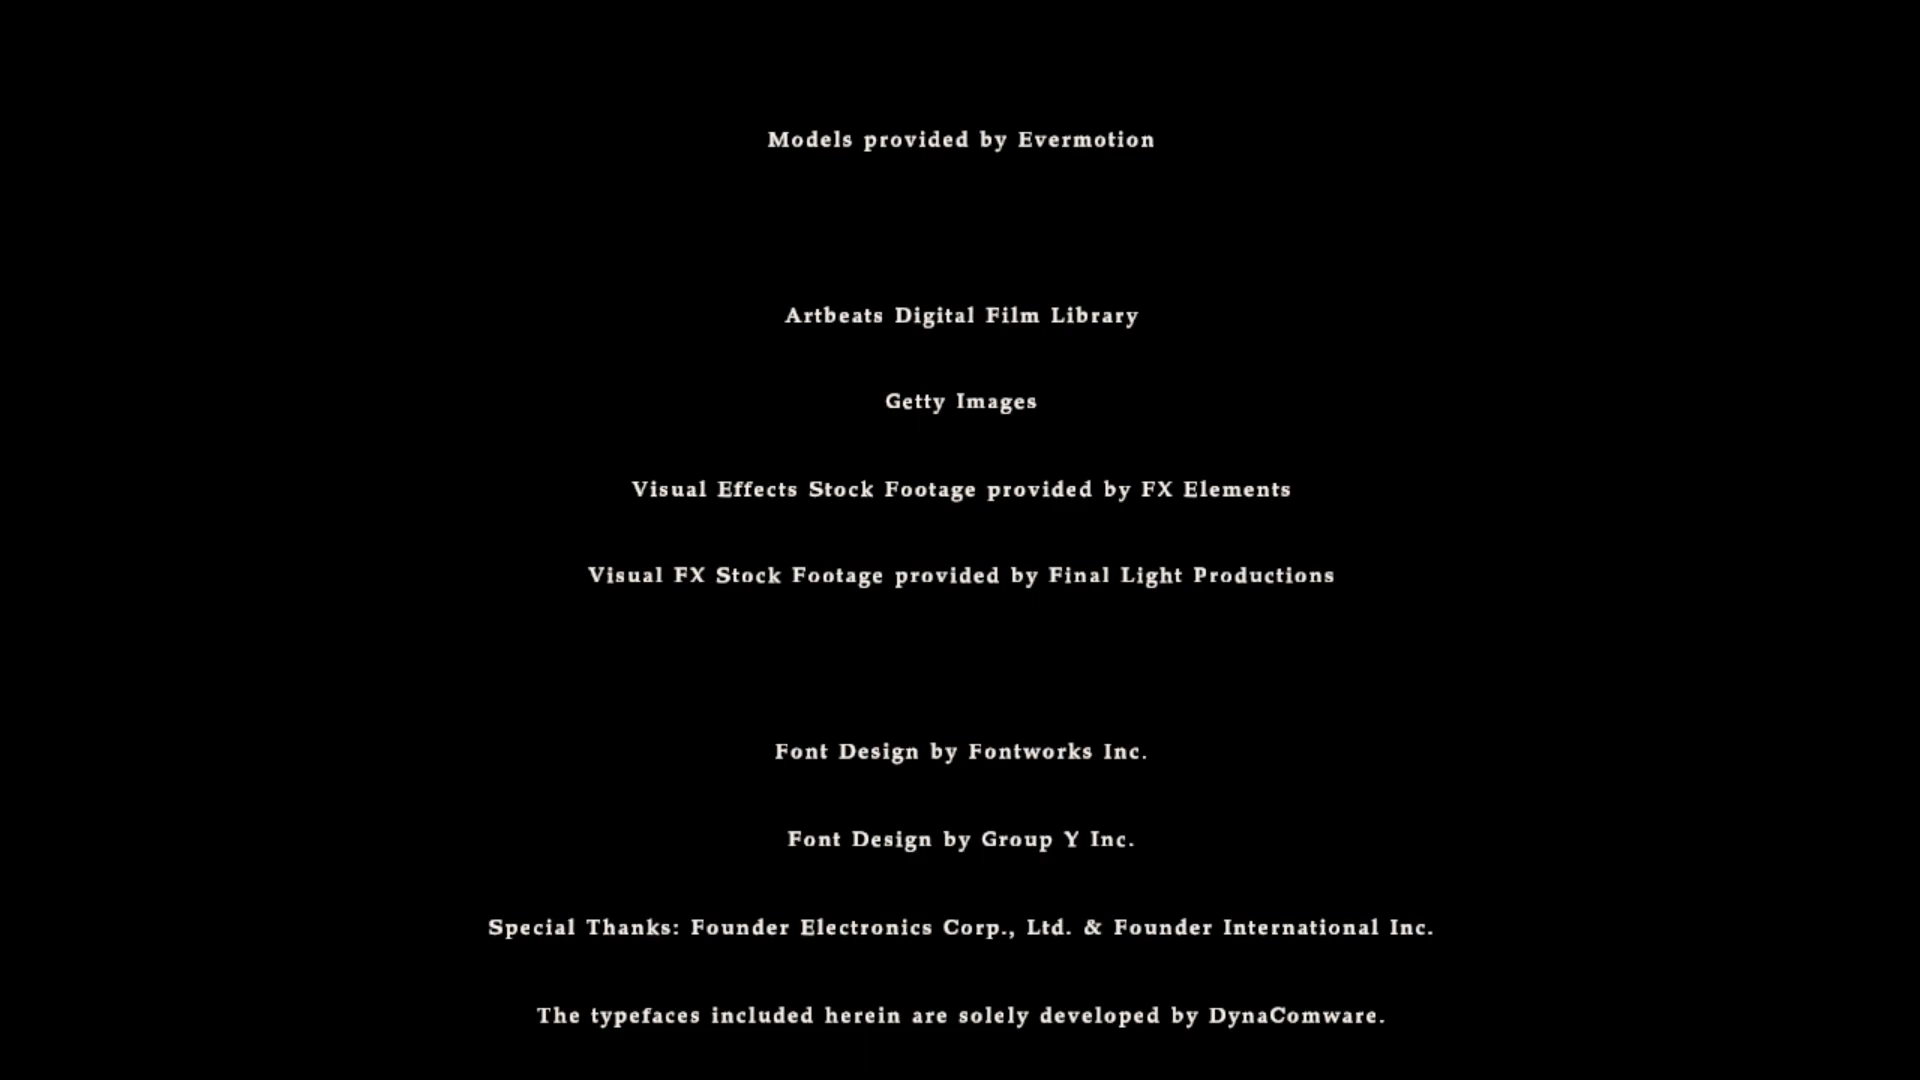 Models provided by Evermotion
Artbeats Digital Film Library
Getty Images
Visual Effects Stock Footage provided by FX Elements
Visual FX Stock Footage provided by Final Light Productions
Font Design by Fontworks Inc.
Font Design by Group Y Inc.
Special Thanks: Founder Electronics Corp., Ltd. & Founder International Inc.
The typefaces included herein are solely developed by DynaComware.